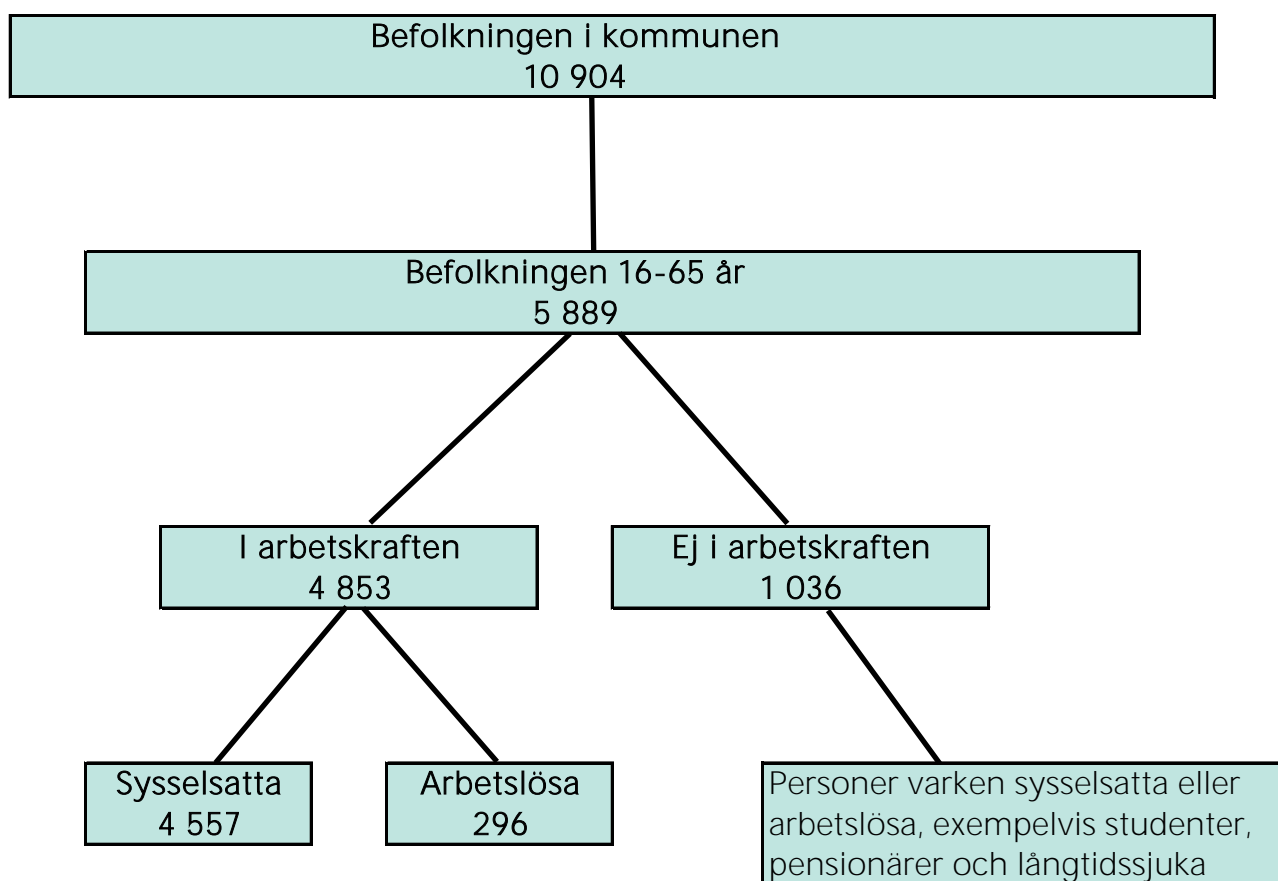 Befolkningen i kommunen
10 904
Befolkningen 16-65 år
5 889
I arbetskraften
4 853
Ej i arbetskraften
1 036
Sysselsatta
4 557
Arbetslösa
296
Personer varken sysselsatta eller
arbetslösa, exempelvis studenter,
pensionärer och långtidssjuka